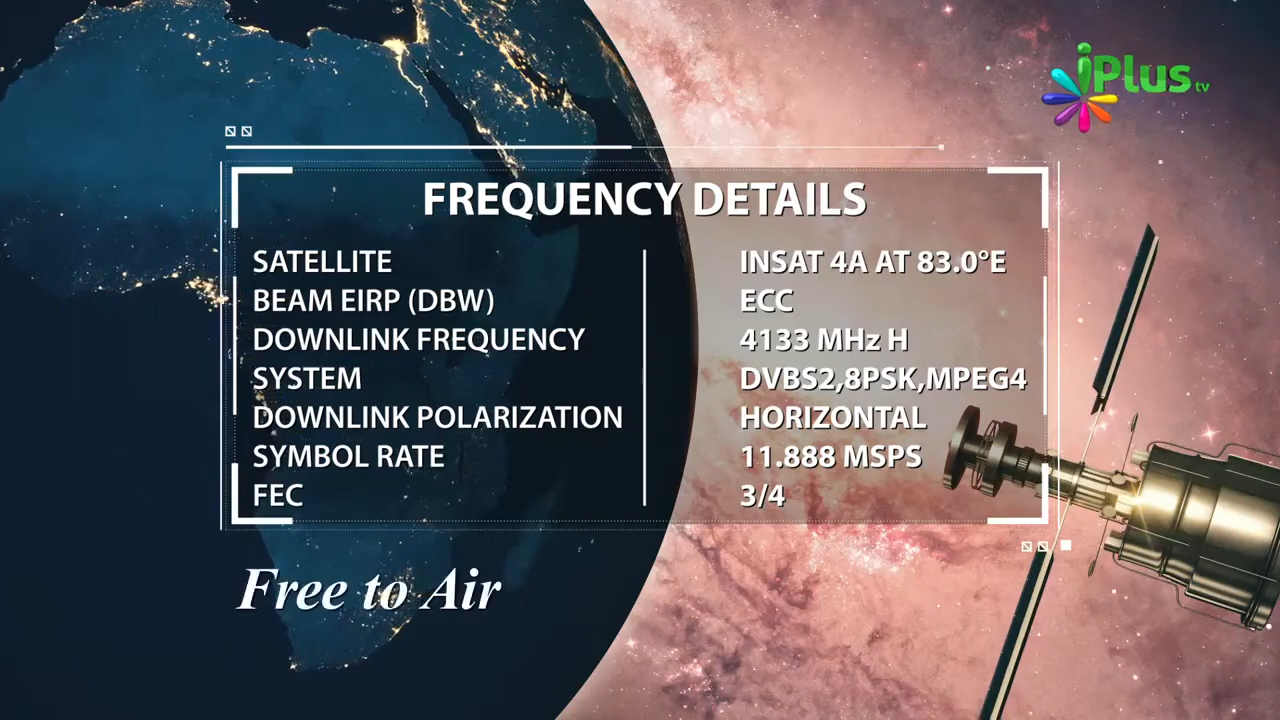 iPlus tv
FREQUENCY DETAILS
SATELLITE INSAT 4A AT 83.0°E
BEAM EIRP (DBW) ECC
DOWNLINK FREQUENCY 4133 MHz H
SYSTEM DVBS2,8PSK,MPEG4
DOWNLINK POLARIZATION HORIZONTAL
SYMBOL RATE 11.888 MSPS
FEC 3/4
Free to Air